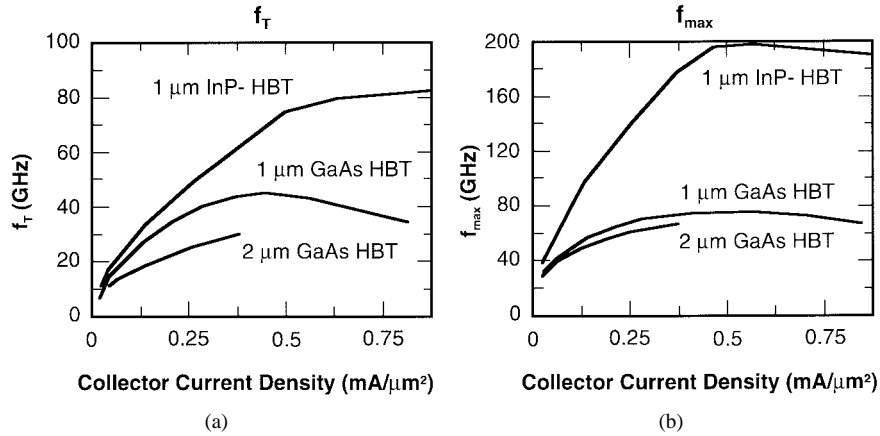 f_T
100
80
60
40
20
0
f_T (GHz)
1 μm InP- HBT
1 μm GaAs HBT
2 μm GaAs HBT
0 0.25 0.5 0.75
Collector Current Density (mA/μm²)
(a)
f_max
200
160
120
80
40
0
f_max (GHz)
1 μm InP- HBT
1 μm GaAs HBT
2 μm GaAs HBT
0 0.25 0.5 0.75
Collector Current Density (mA/μm²)
(b)